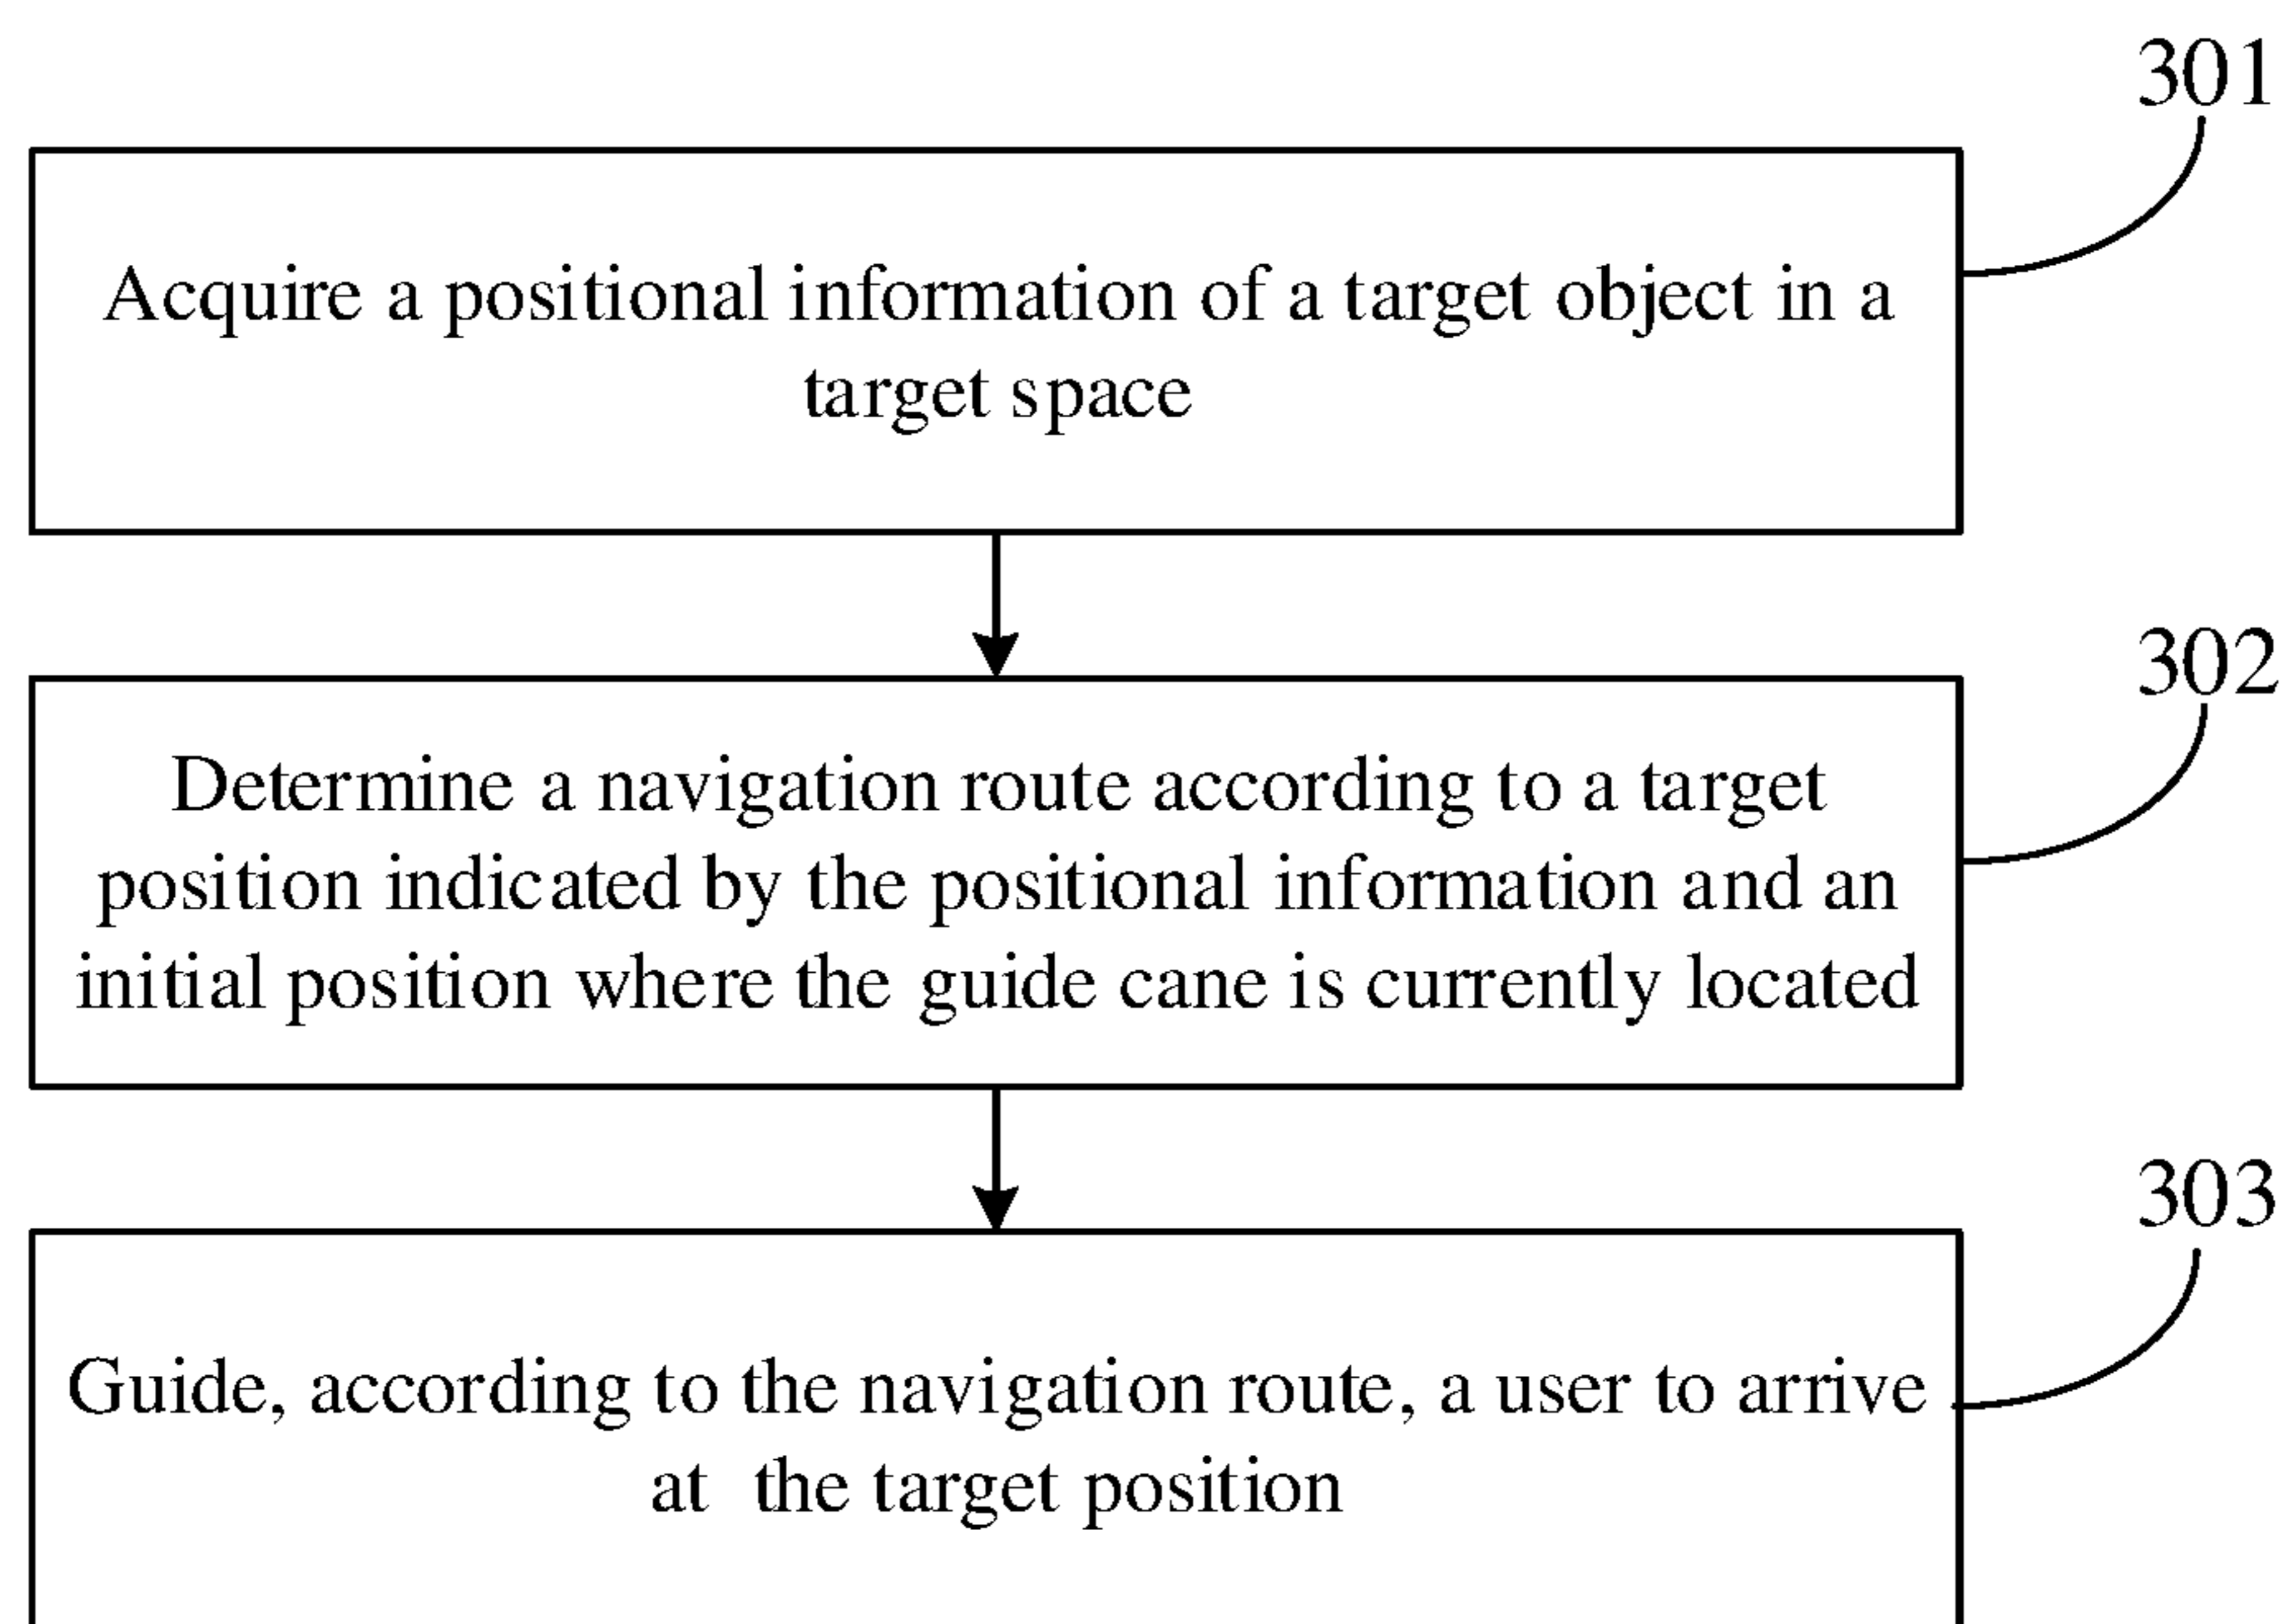 301
Acquire a positional information of a target object in a
target space
302
Determine a navigation route according to a target
position indicated by the positional information and an
initial position where the guide cane is currently located
303
Guide, according to the navigation route, a user to arrive
at the target position